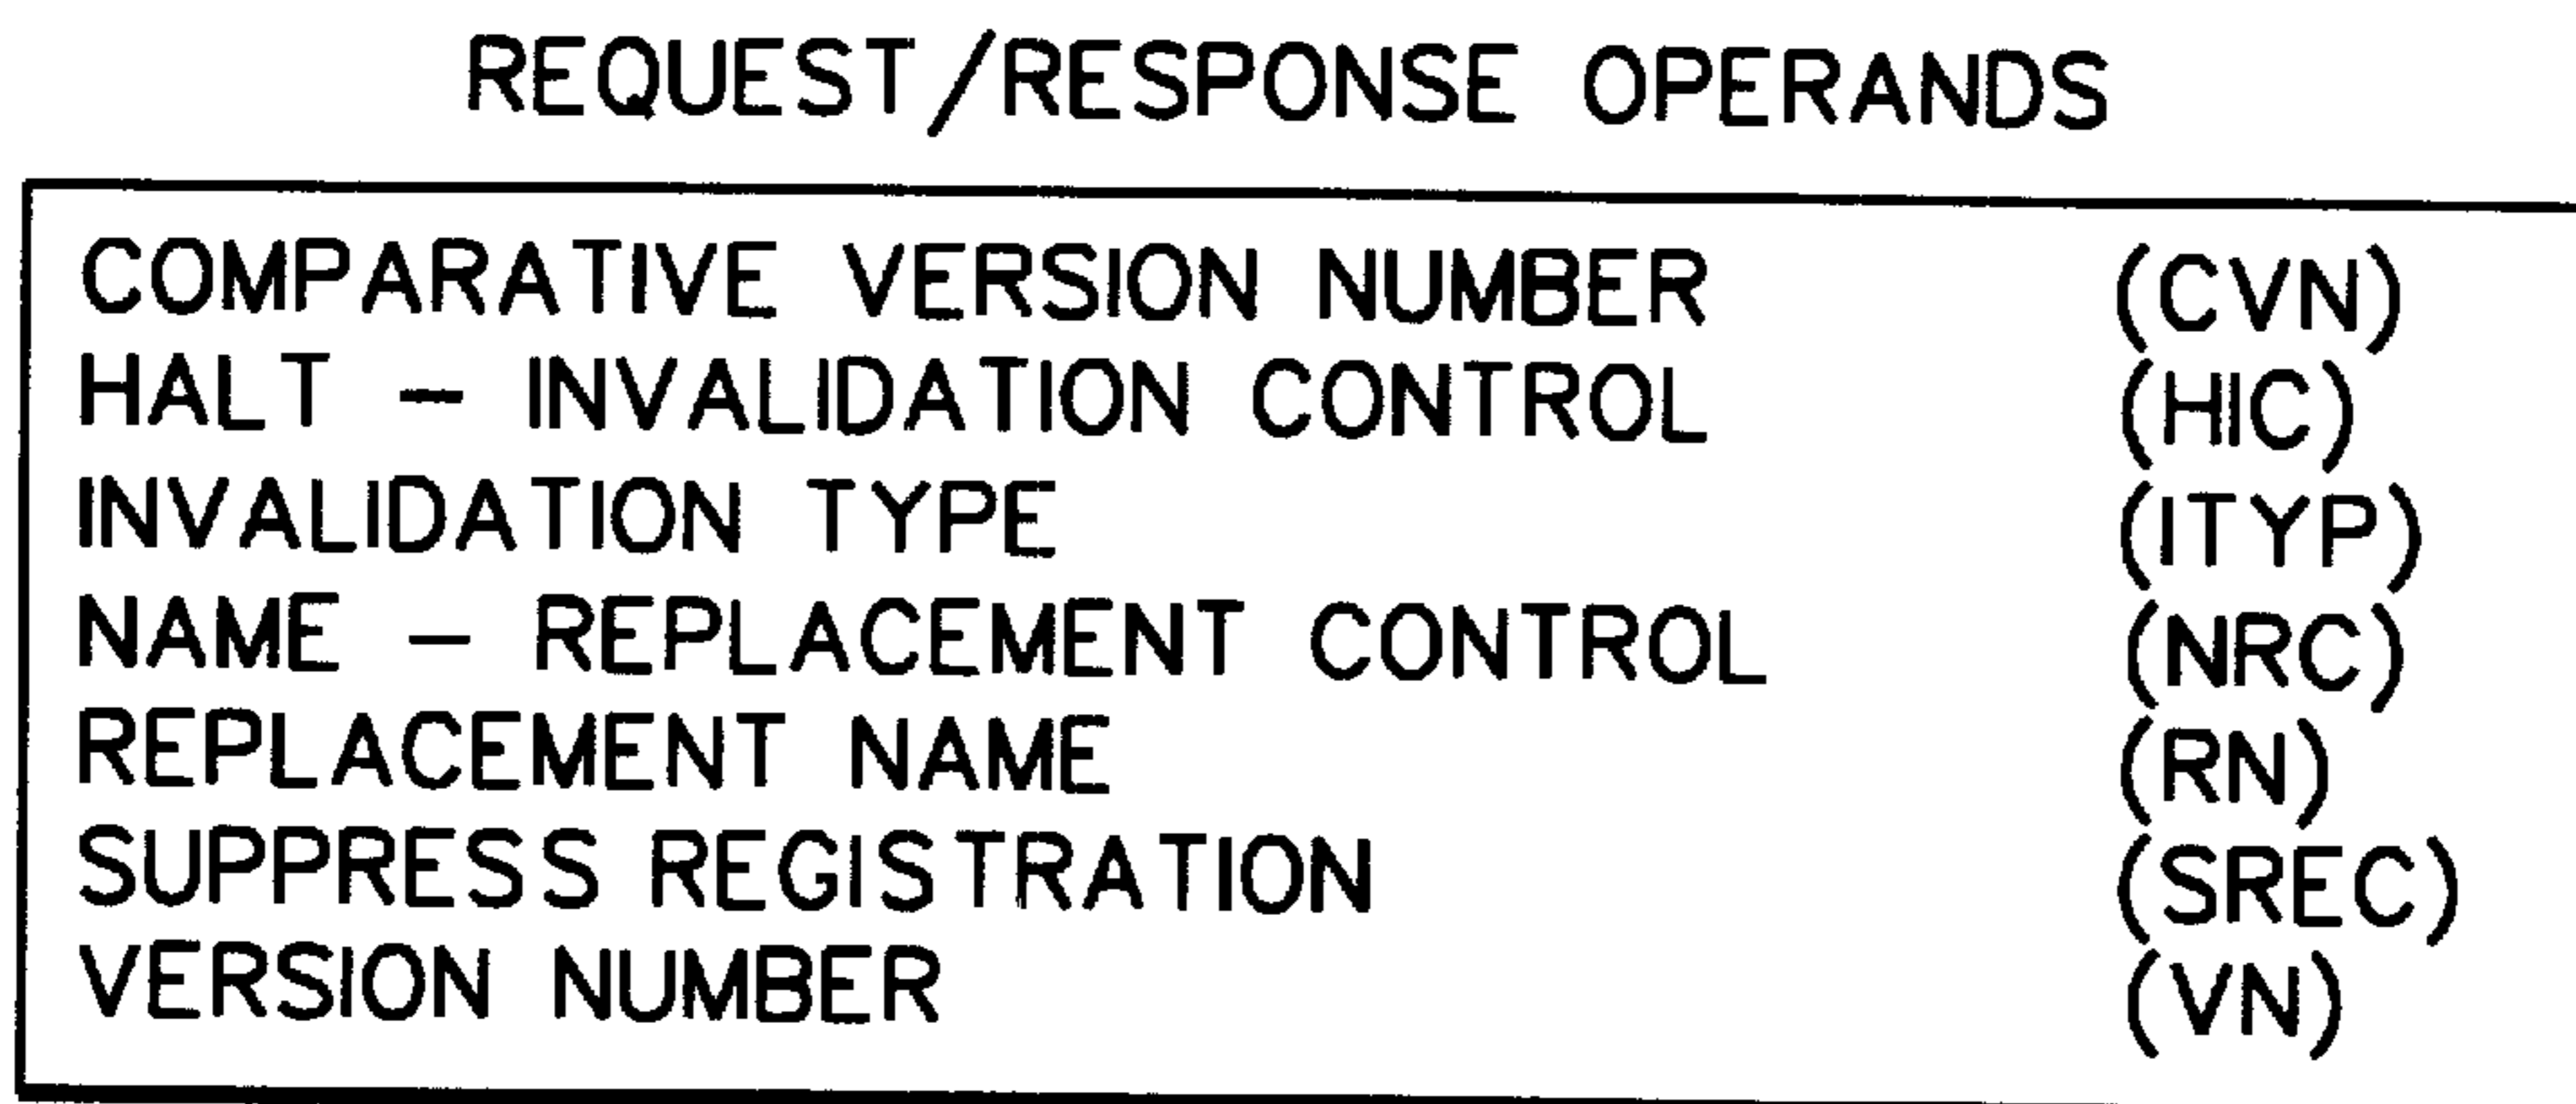 REQUEST/RESPONSE OPERANDS
COMPARATIVE VERSION NUMBER (CVN)
HALT - INVALIDATION CONTROL (HIC)
INVALIDATION TYPE (ITYP)
NAME - REPLACEMENT CONTROL (NRC)
REPLACEMENT NAME (RN)
SUPPRESS REGISTRATION (SREC)
VERSION NUMBER (VN)